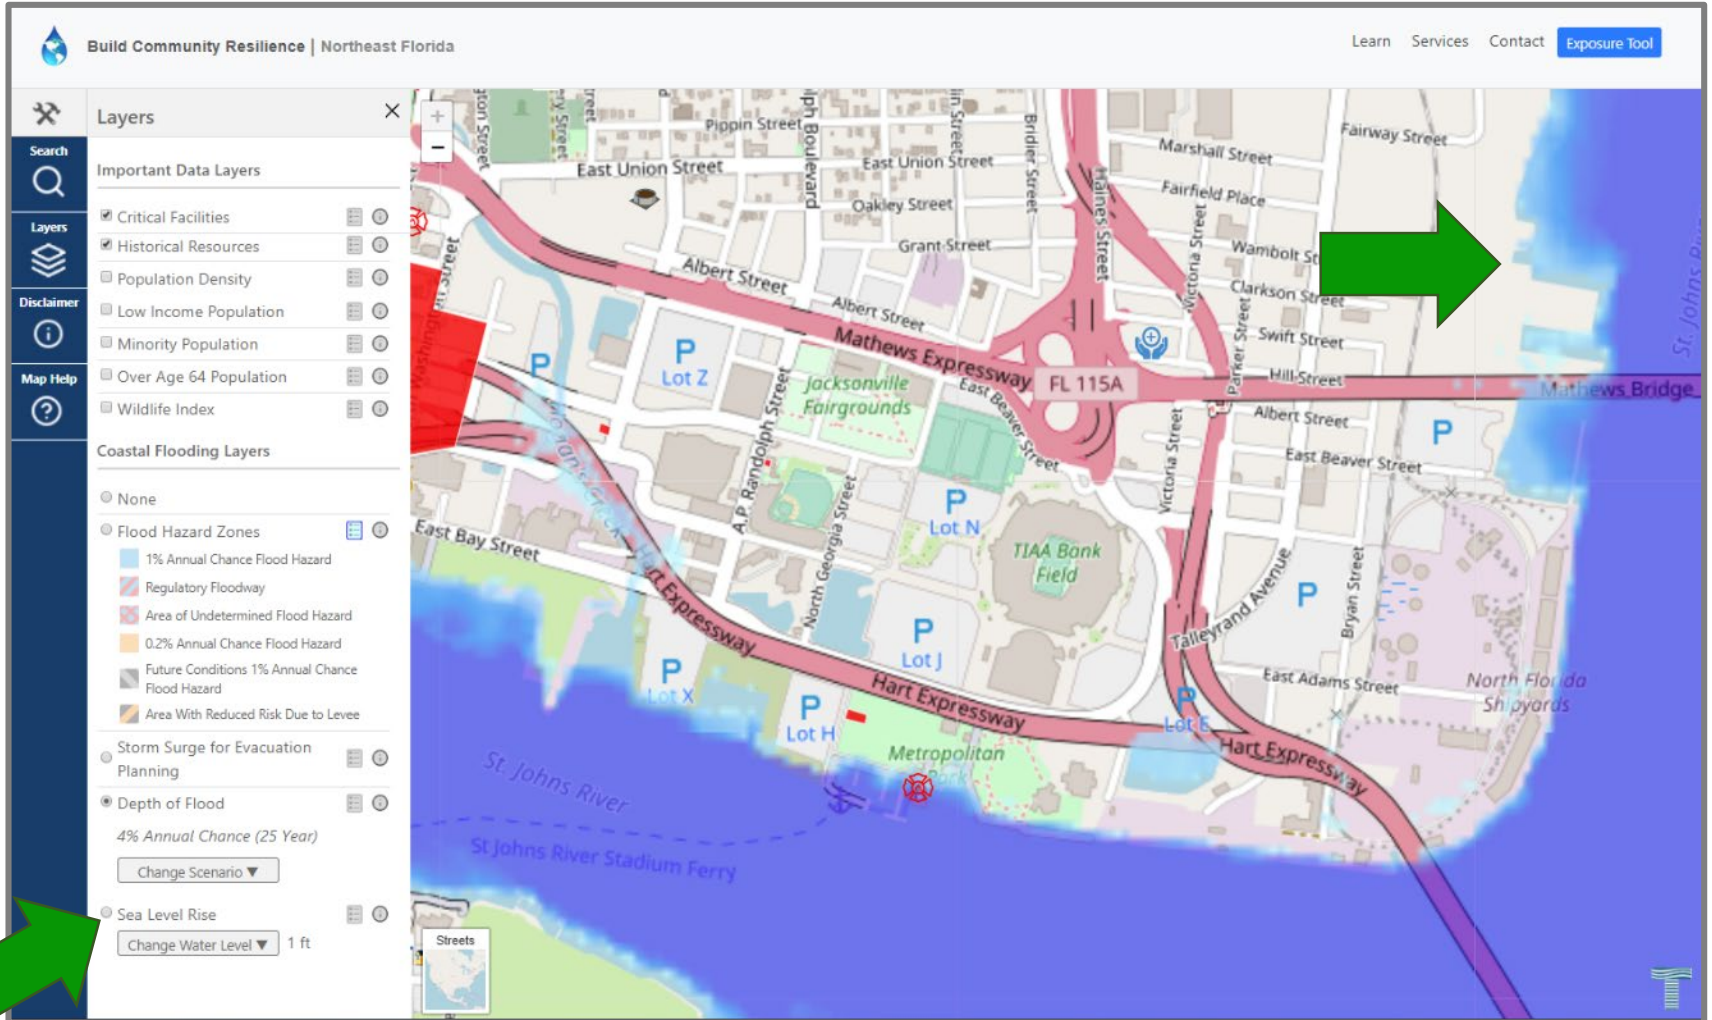 Build Community Resilience | Northeast Florida
Learn Services Contact Exposure Tool
Search
Layers
Disclaimer
Map Help
Layers
Important Data Layers
Critical Facilities
Historical Resources
Population Density
Low Income Population
Minority Population
Over Age 64 Population
Wildlife Index
Coastal Flooding Layers
None
Flood Hazard Zones
1% Annual Chance Flood Hazard
Regulatory Floodway
Area of Undetermined Flood Hazard
0.2% Annual Chance Flood Hazard
Future Conditions 1% Annual Chance
Flood Hazard
Area With Reduced Risk Due to Levee
Storm Surge for Evacuation
Planning
Depth of Flood
4% Annual Chance (25 Year)
Change Scenario ▼
Sea Level Rise
Change Water Level ▼ 1 ft
+
−
Pippin Street
East Union Street
East Union Street
Oakley Street
Grant Street
Bridier Street
Haines Street
Marshall Street
Fairway Street
Fairfield Place
Victoria Street
Clarkson Street
Swift Street
Parker Street
Hill Street
Albert Street
Albert Street
Mathews Expressway
FL 115A
Mathews Bridge
Albert Street
East Beaver Street
East Beaver Street
Victoria Street
P
P
Lot Z
Jacksonville
Fairgrounds
A.P. Randolph Street
North Georgia Street
P
Lot N
TIAA Bank
Field
P
P
Bryan Street
Talleyrand Avenue
East Bay Street
Hart Expressway
P
Lot J
P
Lot X
P
Lot H
Hart Expressway
P
Lot E
East Adams Street
North Florida
Shipyards
Hart Expressway
Metropolitan
Park
St. Johns River
St Johns River Stadium Ferry
Streets
T